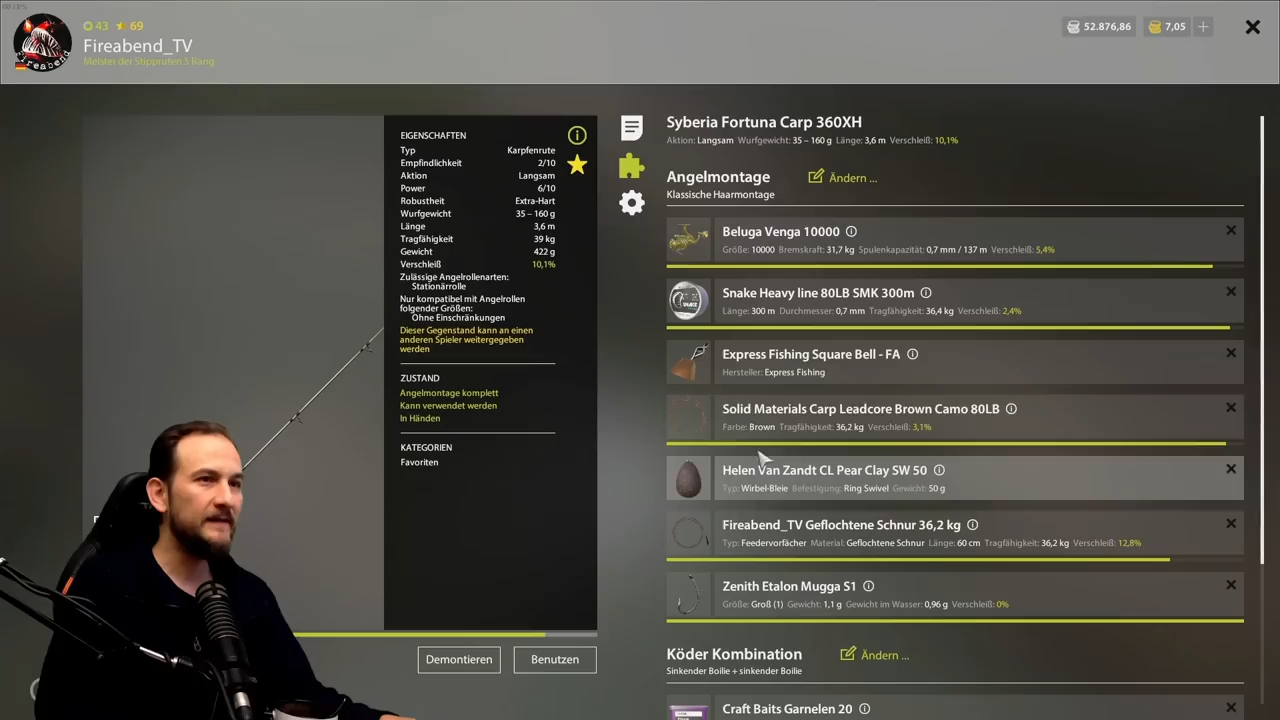 43 69
Fireabend_TV
Meister der Stippruten 5 Rang
52.876,86
7,05
EIGENSCHAFTEN
Typ Karpfenrute
Empfindlichkeit 2/10
Aktion Langsam
Power 6/10
Robustheit Extra-Hart
Wurfgewicht 35 – 160 g
Länge 3,6 m
Tragfähigkeit 39 kg
Gewicht 422 g
Verschleiß 10,1%
Zulässige Angelrollenarten:
Stationärrolle
Nur kompatibel mit Angelrollen
folgender Größen:
Ohne Einschränkungen
Dieser Gegenstand kann an einen
anderen Spieler weitergegeben
werden
ZUSTAND
Angelmontage komplett
Kann verwendet werden
In Händen
KATEGORIEN
Favoriten
Demontieren
Benutzen
Syberia Fortuna Carp 360XH
Aktion: Langsam Wurfgewicht: 35 – 160 g Länge: 3,6 m Verschleiß: 10,1%
Angelmontage Ändern ...
Klassische Haarmontage
Beluga Venga 10000
Größe: 10000 Bremskraft: 31,7 kg Spulenkapazität: 0,7 mm / 137 m Verschleiß: 5,4%
Snake Heavy line 80LB SMK 300m
Länge: 300 m Durchmesser: 0,7 mm Tragfähigkeit: 36,4 kg Verschleiß: 2,4%
Express Fishing Square Bell - FA
Hersteller: Express Fishing
Solid Materials Carp Leadcore Brown Camo 80LB
Farbe: Brown Tragfähigkeit: 36,2 kg Verschleiß: 3,1%
Helen Van Zandt CL Pear Clay SW 50
Typ: Wirbel-Bleie Befestigung: Ring Swivel Gewicht: 50 g
Fireabend_TV Geflochtene Schnur 36,2 kg
Typ: Feedervorfächer Material: Geflochtene Schnur Länge: 60 cm Tragfähigkeit: 36,2 kg Verschleiß: 12,8%
Zenith Etalon Mugga S1
Größe: Groß (1) Gewicht: 1,1 g Gewicht im Wasser: 0,96 g Verschleiß: 0%
Köder Kombination Ändern ...
Sinkender Boilie + sinkender Boilie
Craft Baits Garnelen 20